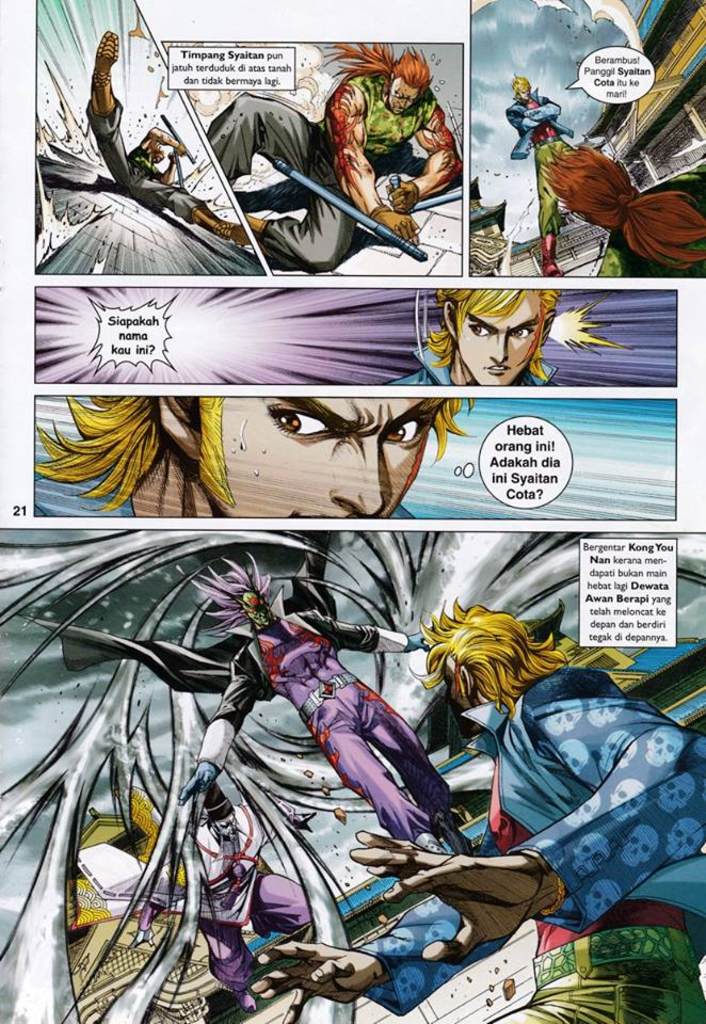 Timpang Syaitan pun
jatuh terduduk di atas tanah
dan tidak bermaya lagi.
Berambus!
Panggil Syaitan
Cota itu ke
mari!
Siapakah
nama
kau ini?
Hebat
orang ini!
Adakah dia
ini Syaitan
Cota?
21
Bergentar Kong You
Nan kerana men-
dapati bukan main
hebat lagi Dewata
Awan Berapi yang
telah meloncat ke
depan dan berdiri
tegak di depannya.